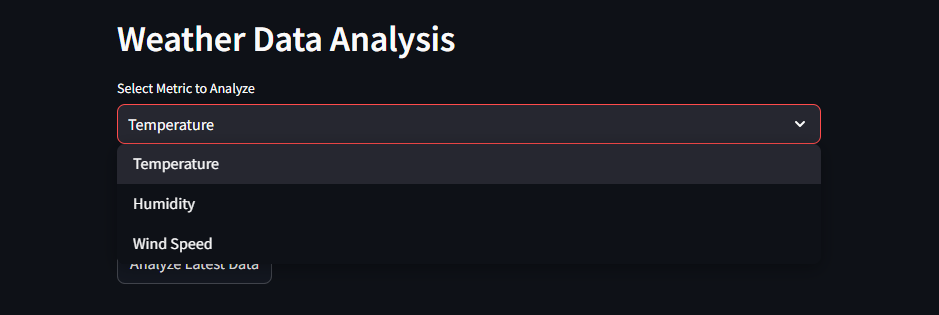 Weather Data Analysis
Select Metric to Analyze
Temperature
Temperature
Humidity
Wind Speed
Analyze Latest Data